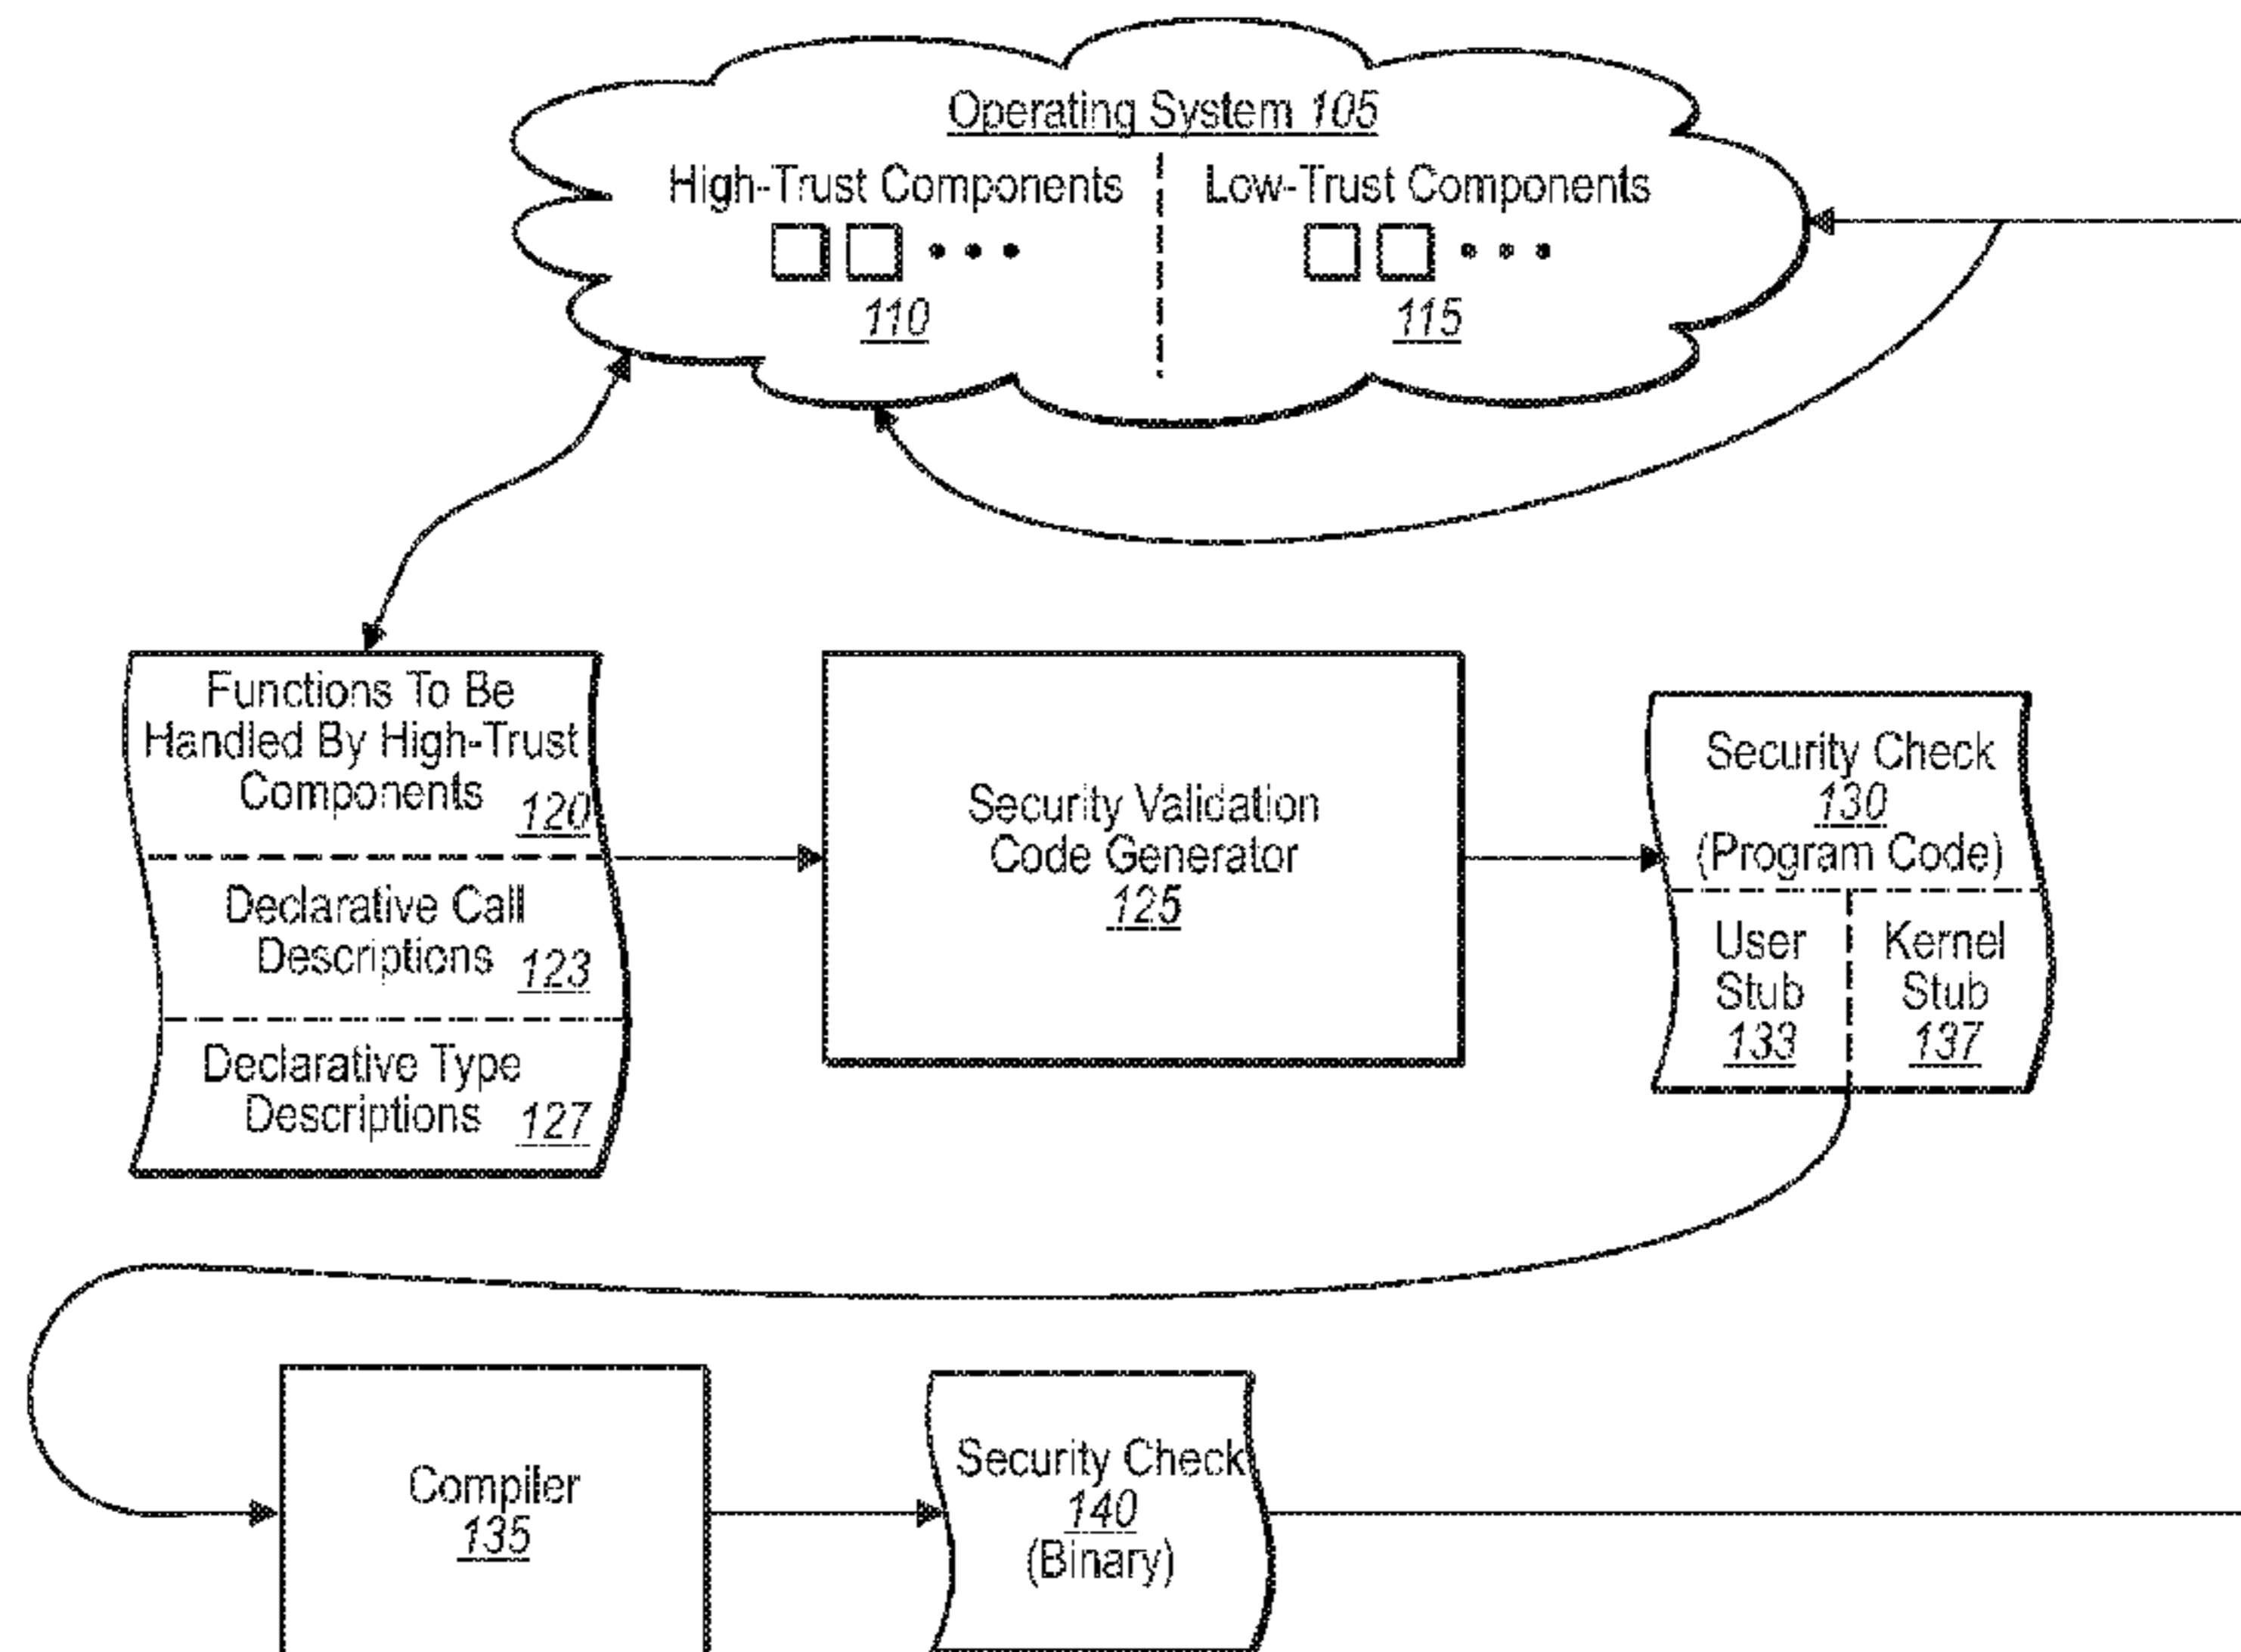 Operating System 105
High-Trust Components
Low-Trust Components
110
115
Functions To Be
Handled By High-Trust
Components 120
Declarative Call
Descriptions 123
Declarative Type
Descriptions 127
Security Validation
Code Generator
125
Security Check
130
(Program Code)
User
Stub
133
Kernel
Stub
137
Compiler
135
Security Check
140
(Binary)